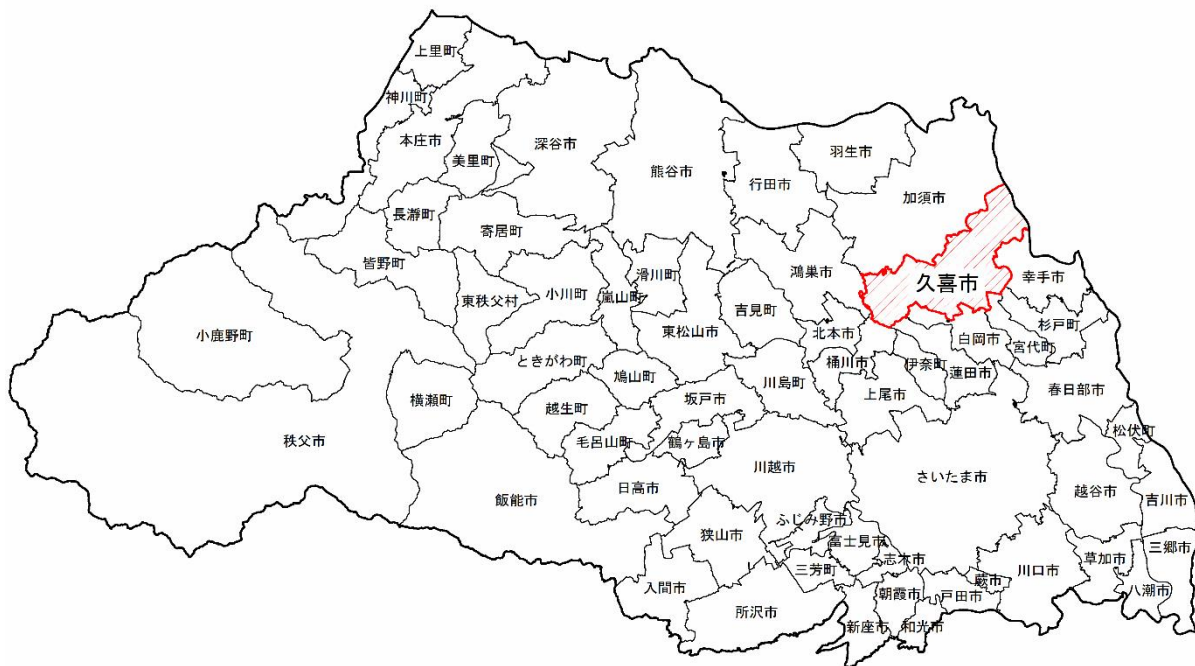 上里町
神川町
本庄市
美里町
深谷市
熊谷市
行田市
羽生市
加須市
長瀞町
寄居町
皆野町
東秩父村
小川町
嵐山町
滑川町
東松山市
吉見町
鴻巣市
北本市
久喜市
幸手市
杉戸町
宮代町
白岡市
小鹿野町
ときがわ町
鳩山町
川島町
桶川市
伊奈町
蓮田市
上尾市
春日部市
横瀬町
越生町
坂戸市
松伏町
秩父市
毛呂山町
鶴ヶ島市
川越市
さいたま市
越谷市
吉川市
飯能市
日高市
狭山市
ふじみ野市
富士見市
三芳町
志木市
川口市
草加市
三郷市
八潮市
入間市
所沢市
朝霞市
戸田市
蕨市
新座市
和光市